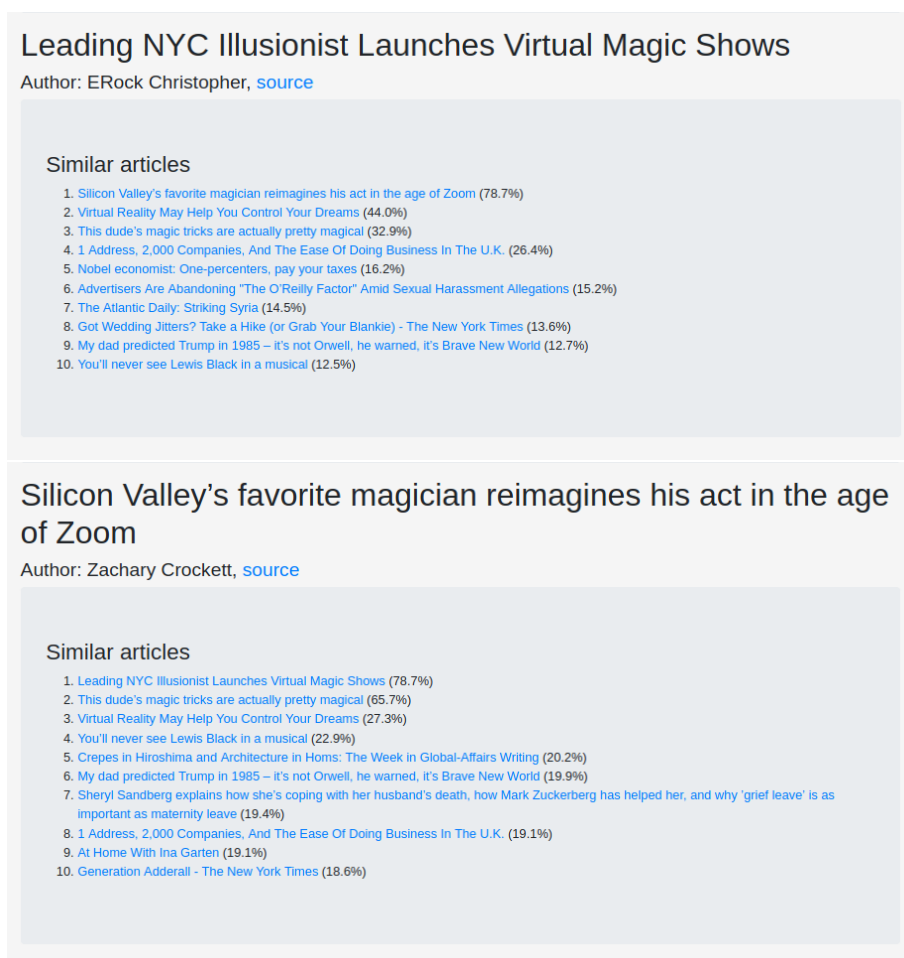 Leading NYC Illusionist Launches Virtual Magic Shows
Author: ERock Christopher, source
Similar articles
1. Silicon Valley’s favorite magician reimagines his act in the age of Zoom (78.7%)
2. Virtual Reality May Help You Control Your Dreams (44.0%)
3. This dude’s magic tricks are actually pretty magical (32.9%)
4. 1 Address, 2,000 Companies, And The Ease Of Doing Business In The U.K. (26.4%)
5. Nobel economist: One-percenters, pay your taxes (16.2%)
6. Advertisers Are Abandoning "The O’Reilly Factor" Amid Sexual Harassment Allegations (15.2%)
7. The Atlantic Daily: Striking Syria (14.5%)
8. Got Wedding Jitters? Take a Hike (or Grab Your Blankie) - The New York Times (13.6%)
9. My dad predicted Trump in 1985 – it’s not Orwell, he warned, it’s Brave New World (12.7%)
10. You’ll never see Lewis Black in a musical (12.5%)
Silicon Valley’s favorite magician reimagines his act in the age
of Zoom
Author: Zachary Crockett, source
Similar articles
1. Leading NYC Illusionist Launches Virtual Magic Shows (78.7%)
2. This dude’s magic tricks are actually pretty magical (65.7%)
3. Virtual Reality May Help You Control Your Dreams (27.3%)
4. You’ll never see Lewis Black in a musical (22.9%)
5. Crepes in Hiroshima and Architecture in Homs: The Week in Global-Affairs Writing (20.2%)
6. My dad predicted Trump in 1985 – it’s not Orwell, he warned, it’s Brave New World (19.9%)
7. Sheryl Sandberg explains how she’s coping with her husband’s death, how Mark Zuckerberg has helped her, and why 'grief leave' is as
important as maternity leave (19.4%)
8. 1 Address, 2,000 Companies, And The Ease Of Doing Business In The U.K. (19.1%)
9. At Home With Ina Garten (19.1%)
10. Generation Adderall - The New York Times (18.6%)